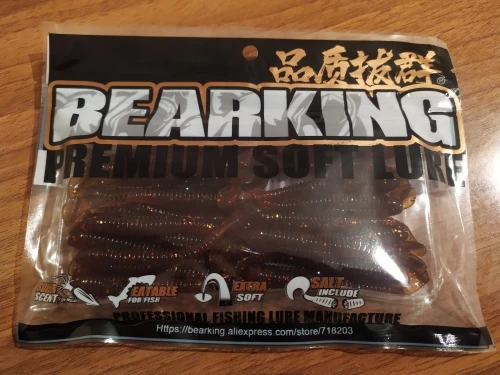 品质拔群
BEARKING
PREMIUM SOFT LURE
SCENT
EATABLE
FOR FISH
EXTRA
SOFT
SALT
INCLUDE
PROFESSIONAL FISHING LURE MANUFACTURE
Https://bearking.aliexpress.com/store/718203